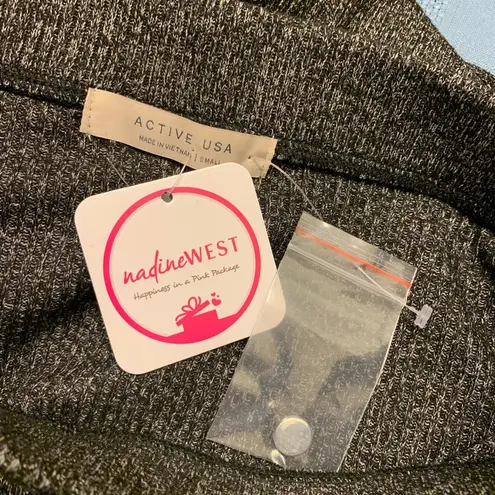 ACTIVE USA
MADE IN VIETNAM | SMALL
nadineWEST
Happiness in a Pink Package